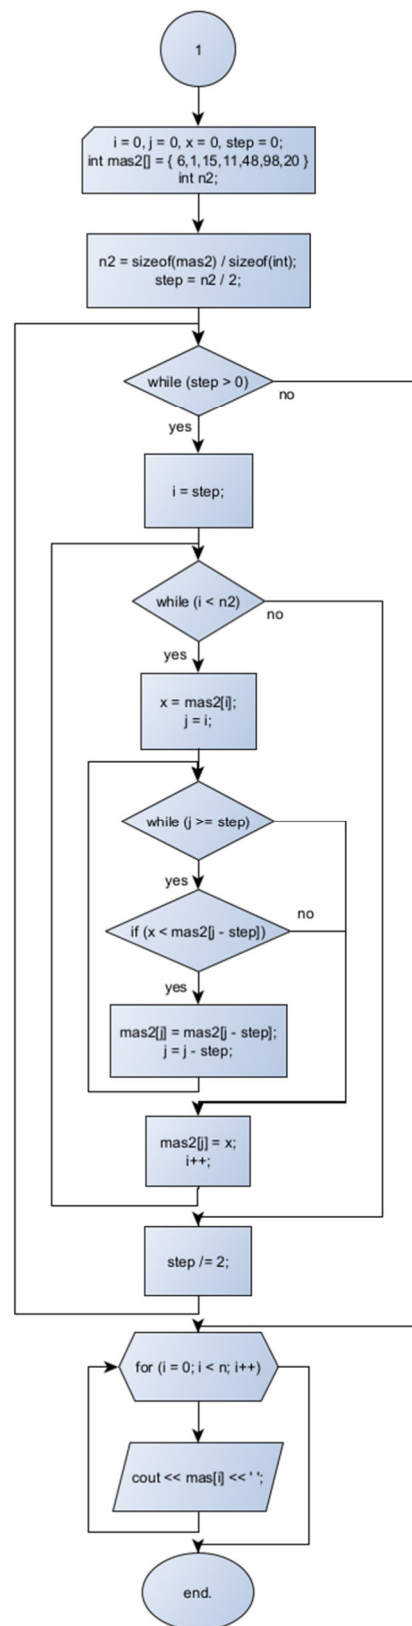 1
i = 0, j = 0, x = 0, step = 0;
int mas2[] = { 6,1,15,11,48,98,20 }
int n2;
n2 = sizeof(mas2) / sizeof(int);
step = n2 / 2;
while (step > 0)
no
yes
i = step;
while (i < n2)
no
yes
x = mas2[i];
j = i;
while (j >= step)
yes
no
if (x < mas2[j - step])
yes
mas2[j] = mas2[j - step];
j = j - step;
mas2[j] = x;
i++;
step /= 2;
for (i = 0; i < n; i++)
cout << mas[i] << ' ';
end.